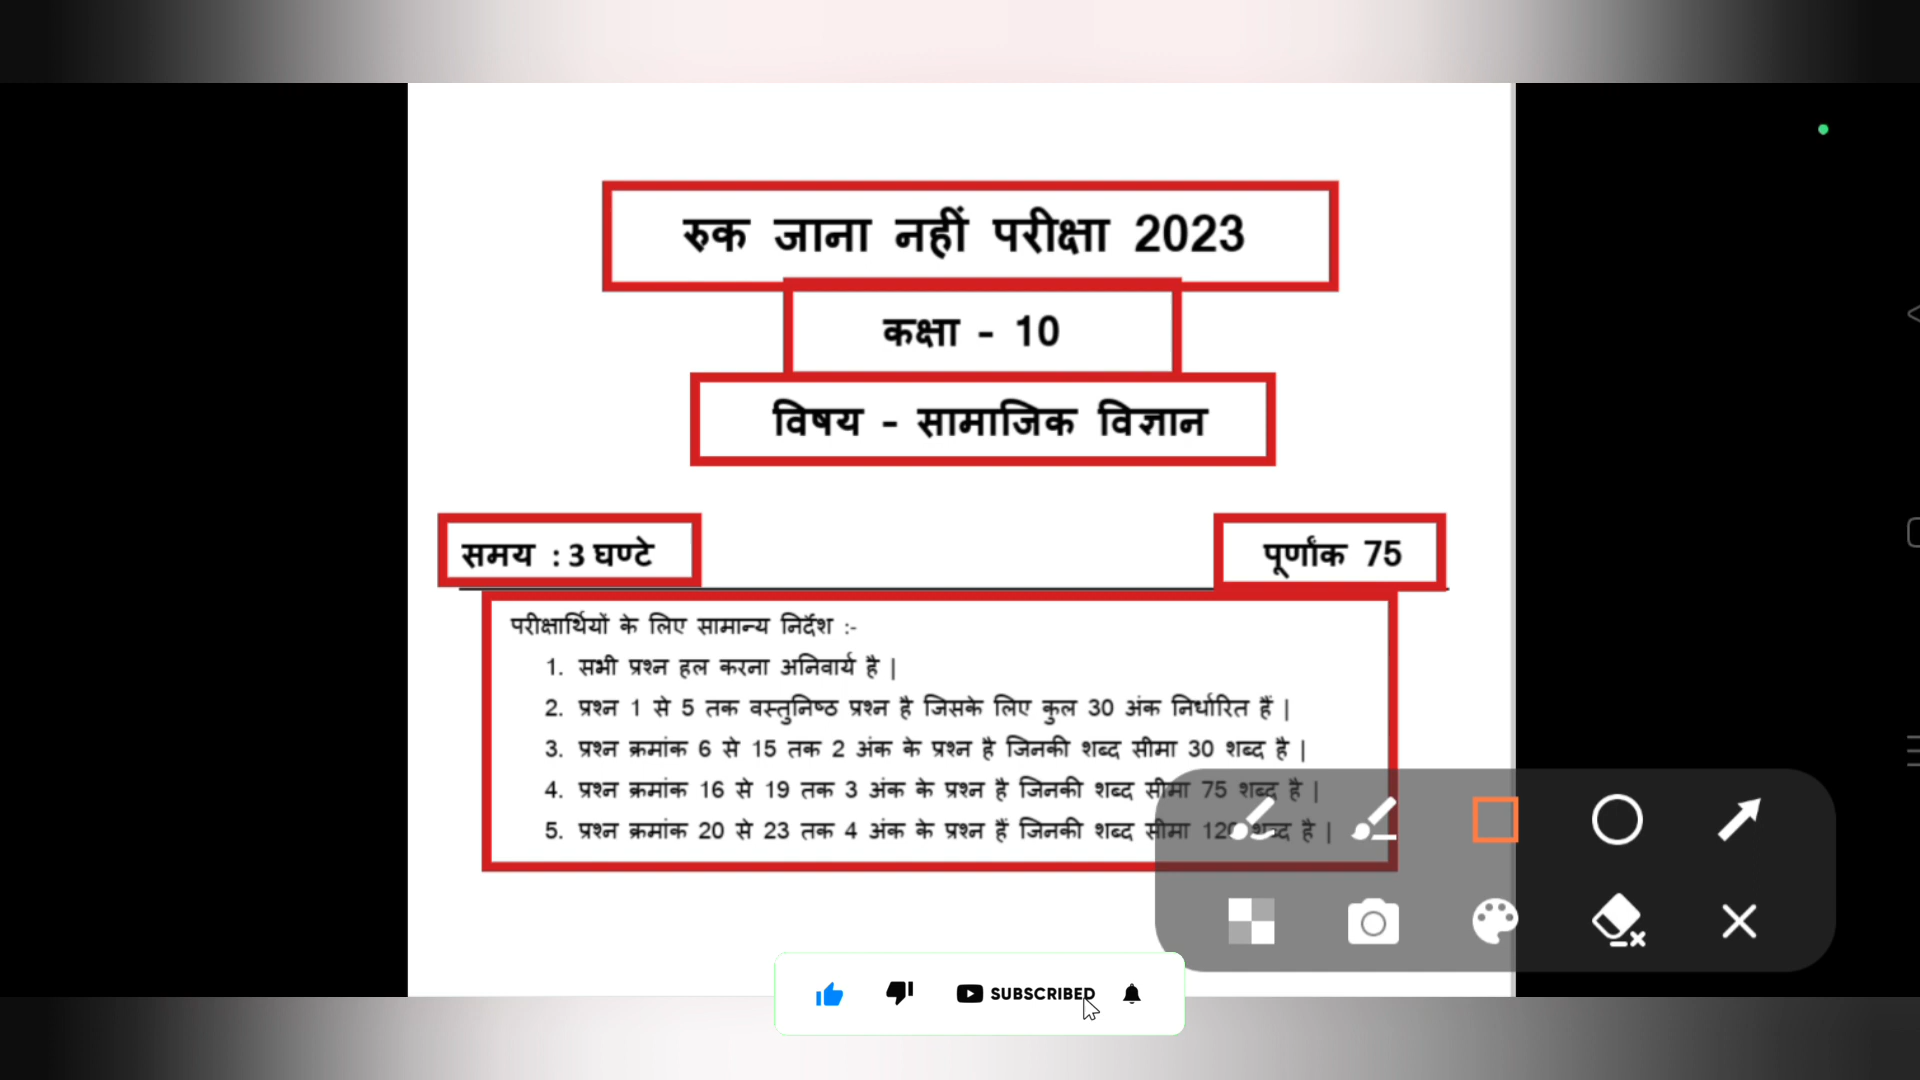 रुक जाना नहीं परीक्षा 2023
कक्षा - 10
विषय - सामाजिक विज्ञान
समय : 3 घण्टे
पूर्णांक 75
परीक्षार्थियों के लिए सामान्य निर्देश :-
1. सभी प्रश्न हल करना अनिवार्य है |
2. प्रश्न 1 से 5 तक वस्तुनिष्ठ प्रश्न है जिसके लिए कुल 30 अंक निर्धारित हैं |
3. प्रश्न क्रमांक 6 से 15 तक 2 अंक के प्रश्न है जिनकी शब्द सीमा 30 शब्द है |
4. प्रश्न क्रमांक 16 से 19 तक 3 अंक के प्रश्न है जिनकी शब्द सीमा 75 शब्द है |
5. प्रश्न क्रमांक 20 से 23 तक 4 अंक के प्रश्न हैं जिनकी शब्द सीमा 120 शब्द है |
SUBSCRIBED